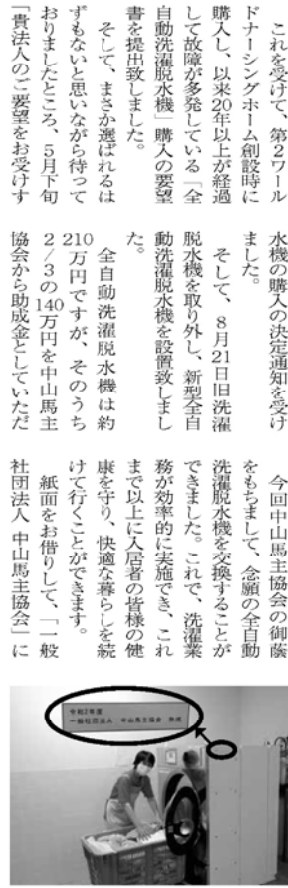 これを受けて、第2ワール
ドナーシングホーム創設時に
購入し、以来20年以上が経過
して故障が多発している「全
自動洗濯脱水機」購入の要望
書を提出致しました。
そして、まさか選ばれるは
ずもないと思いながら待って
おりましたところ、5月下旬
「貴法人のご要望をお受けす
水機の購入の決定通知を受け
ました。
そして、8月21日旧洗濯
脱水機を取り外し、新型全自
動洗濯脱水機を設置致しまし
た。
全自動洗濯脱水機は約
210万円ですが、そのうち
2/3の140万円を中山馬主
協会から助成金としていただ
今回中山馬主協会の御蔭
をもちまして、念願の全自動
洗濯脱水機を交換することが
できました。これで、洗濯業
務が効率的に実施でき、これ
まで以上に入居者の皆様の健
康を守り、快適な暮らしを続
けて行くことができます。
紙面をお借りして、「一般
社団法人 中山馬主協会」に
令和2年度
一般社団法人 中山馬主協会 助成